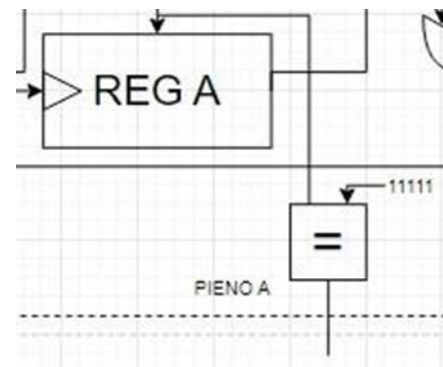 REG A
11111
=
PIENO A